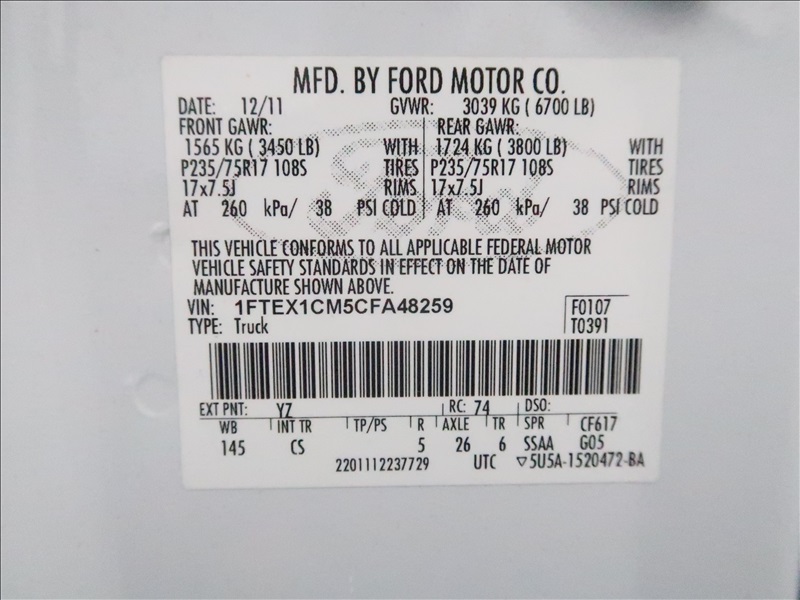 MFD. BY FORD MOTOR CO.
DATE: 12/11 GVWR: 3039 KG ( 6700 LB)
FRONT GAWR: REAR GAWR:
1565 KG ( 3450 LB) WITH 1724 KG ( 3800 LB) WITH
P235/75R17 108S TIRES P235/75R17 108S TIRES
17x7.5J RIMS 17x7.5J RIMS
AT 260 kPa/ 38 PSI COLD AT 260 kPa/ 38 PSI COLD
THIS VEHICLE CONFORMS TO ALL APPLICABLE FEDERAL MOTOR
VEHICLE SAFETY STANDARDS IN EFFECT ON THE DATE OF
MANUFACTURE SHOWN ABOVE.
VIN: 1FTEX1CM5CFA48259 F0107
TYPE: Truck T0391
EXT PNT: YZ RC: 74 DSO:
WB INT TR TP/PS R AXLE TR SPR CF617
145 CS 5 26 6 SSAA G05
2201112237729 UTC ▽5U5A-1520472-BA